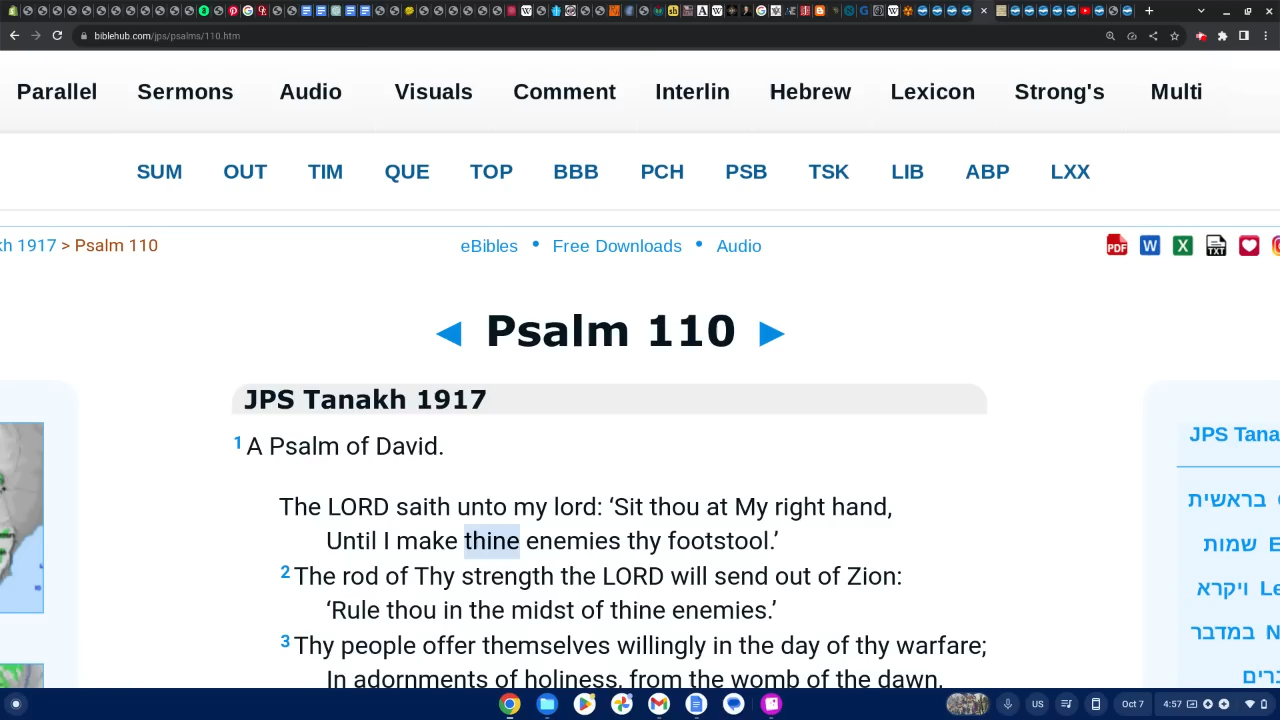 biblehub.com/jps/psalms/110.htm
Parallel Sermons Audio Visuals Comment Interlin Hebrew Lexicon Strong's Multi
SUM OUT TIM QUE TOP BBB PCH PSB TSK LIB ABP LXX
kh 1917 > Psalm 110 eBibles • Free Downloads • Audio
PDF W X TXT
◄ Psalm 110 ►
JPS Tanakh 1917
1 A Psalm of David.
The LORD saith unto my lord: ‘Sit thou at My right hand,
Until I make thine enemies thy footstool.’
2 The rod of Thy strength the LORD will send out of Zion:
‘Rule thou in the midst of thine enemies.’
3 Thy people offer themselves willingly in the day of thy warfare;
In adornments of holiness, from the womb of the dawn,
JPS Tana
בראשית
שמות E
ויקרא Le
במדבר N
US Oct 7 4:57